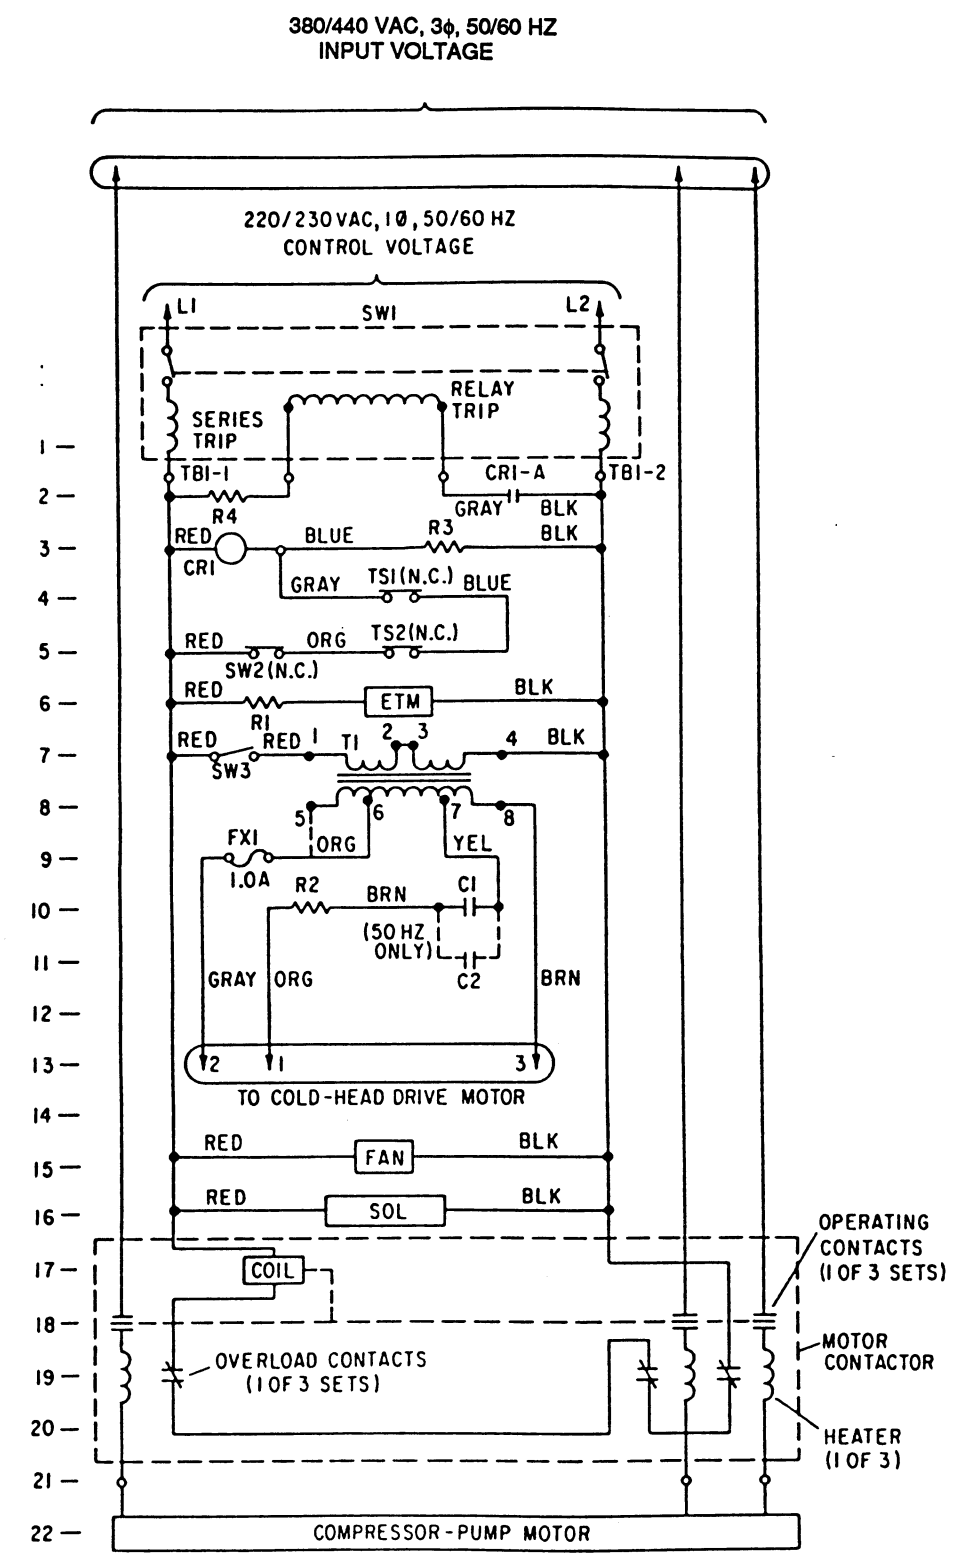 380/440 VAC, 3ϕ, 50/60 HZ
INPUT VOLTAGE
220/230VAC, 1Ø, 50/60 HZ
CONTROL VOLTAGE
L1
SW1
L2
RELAY
TRIP
SERIES
TRIP
1
TB1-1
CR1-A
TB1-2
2
R4
GRAY
BLK
3
RED
CR1
BLUE
R3
BLK
4
GRAY
TS1(N.C.)
BLUE
5
RED
SW2(N.C.)
ORG
TS2(N.C.)
6
RED
R1
ETM
BLK
7
RED
SW3
RED
1
T1
2
3
4
BLK
8
5
6
7
8
9
FX1
1.0A
ORG
YEL
10
R2
BRN
C1
(50 HZ
ONLY)
11
C2
GRAY
ORG
BRN
12
13
2
1
3
TO COLD-HEAD DRIVE MOTOR
14
15
RED
FAN
BLK
16
RED
SOL
BLK
OPERATING
CONTACTS
(1 OF 3 SETS)
17
COIL
18
MOTOR
CONTACTOR
19
OVERLOAD CONTACTS
(1 OF 3 SETS)
20
HEATER
(1 OF 3)
21
22
COMPRESSOR-PUMP MOTOR